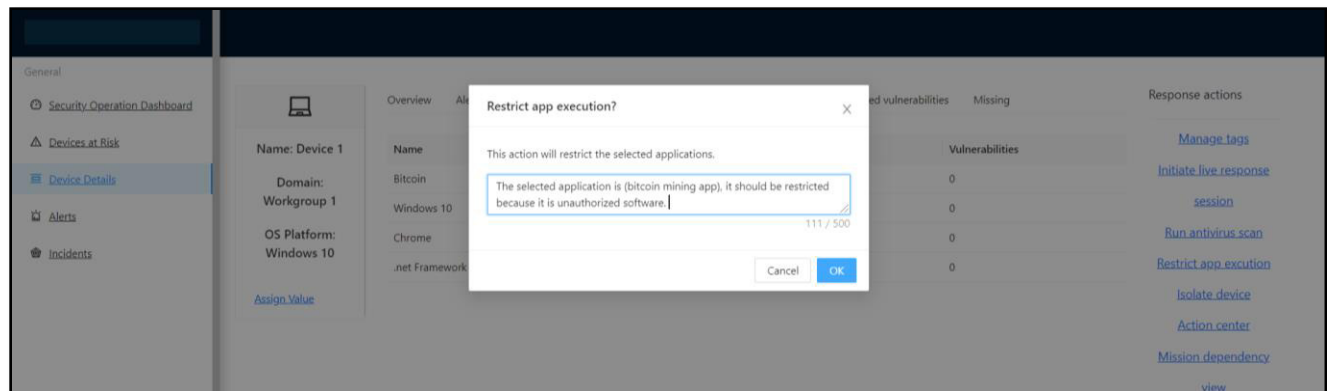 General
Security Operation Dashboard
Devices at Risk
Device Details
Alerts
Incidents
Name: Device 1
Domain:
Workgroup 1
OS Platform:
Windows 10
Assign Value
Overview
ed vulnerabilities
Missing
Name
Vulnerabilities
Bitcoin
0
Windows 10
0
Chrome
0
.net Framework
0
Restrict app execution?
This action will restrict the selected applications.
The selected application is (bitcoin mining app), it should be restricted
because it is unauthorized software.
111 / 500
Cancel
OK
Response actions
Manage tags
Initiate live response
session
Run antivirus scan
Restrict app excution
Isolate device
Action center
Mission dependency
view